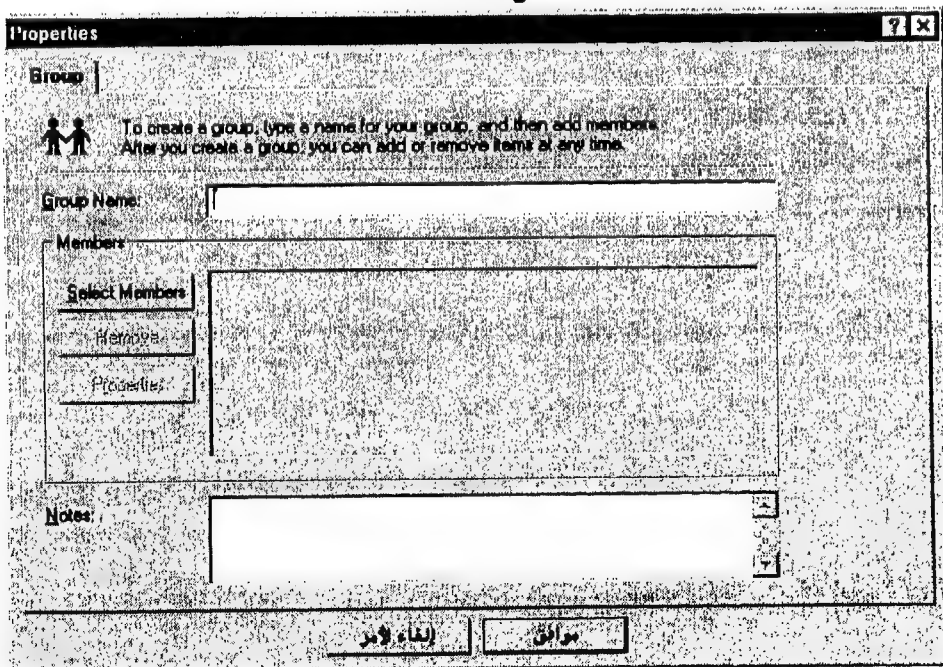 Properties
Group
To create a group, type a name for your group, and then add members.
After you create a group, you can add or remove items at any time.
Group Name:
Members
Select Members
Remove
Properties
Notes:
إلغاء الأمر
موافق